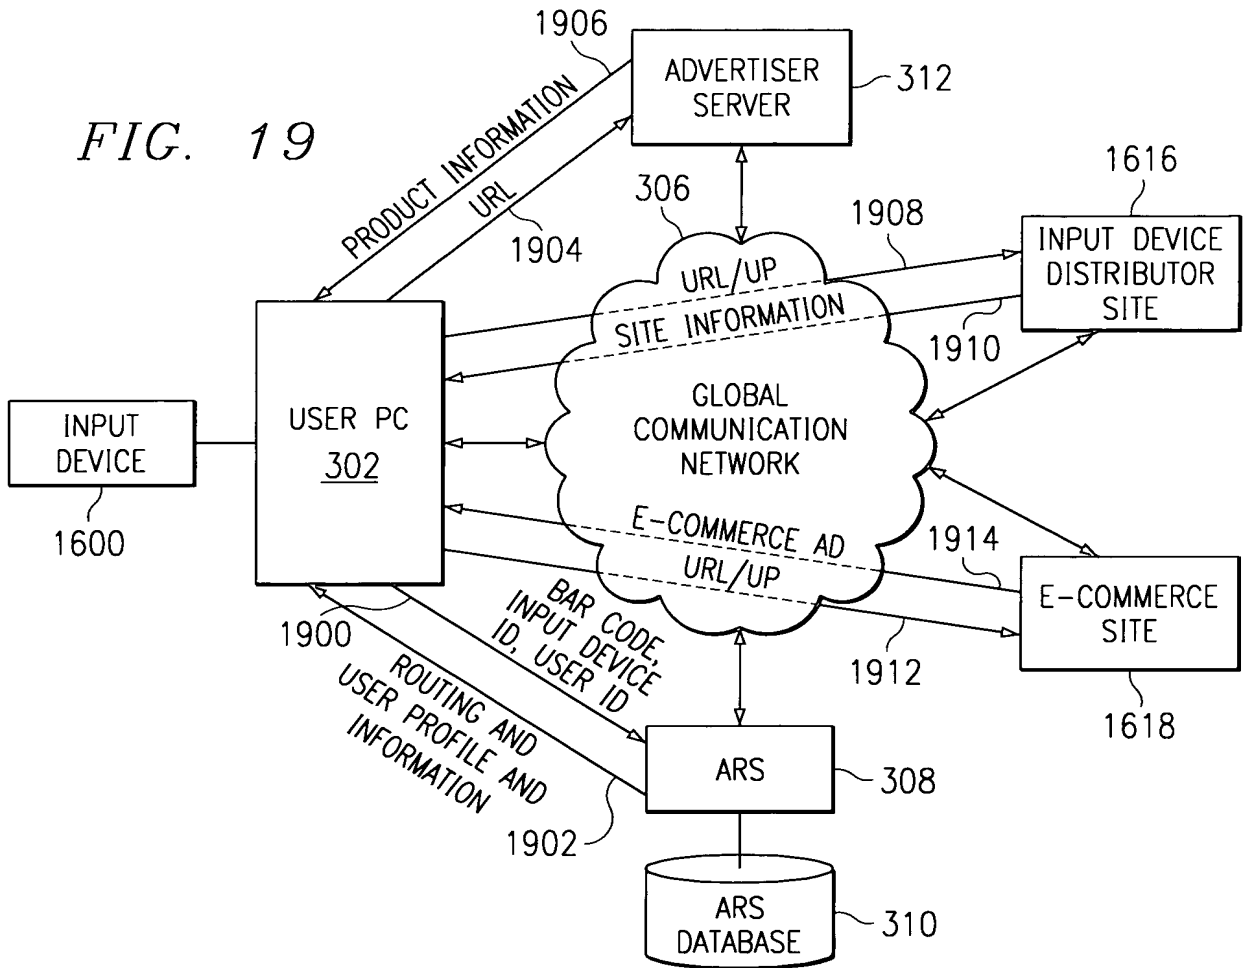 FIG. 19
1906
ADVERTISER
SERVER
312
PRODUCT INFORMATION
URL
1904
306
1908
1616
URL/UP
SITE INFORMATION
INPUT DEVICE
DISTRIBUTOR
SITE
1910
INPUT
DEVICE
1600
USER PC
302
GLOBAL
COMMUNICATION
NETWORK
E-COMMERCE AD
URL/UP
1914
E-COMMERCE
SITE
1912
1618
1900
BAR CODE,
INPUT DEVICE
ID, USER ID
ROUTING AND
USER PROFILE AND
INFORMATION
1902
ARS
308
ARS
DATABASE
310